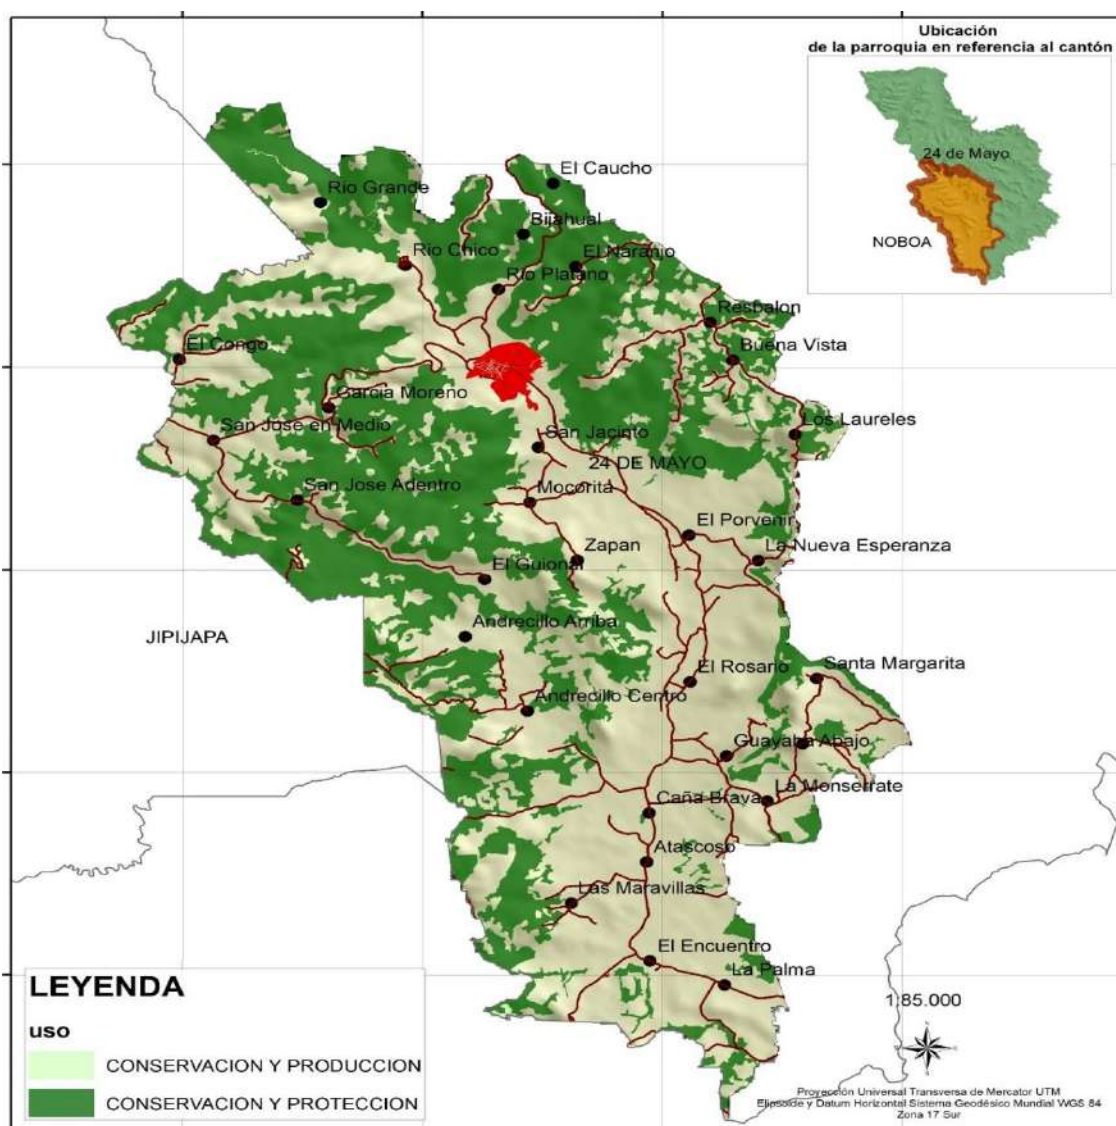 Ubicación
de la parroquia en referencia al cantón
24 de Mayo
NOBOA
El Caucho
Río Grande
Bijahual
Río Chico
El Naranjo
Río Platano
Resbalon
Buena Vista
El Congo
García Moreno
Los Laureles
San Jose en Medio
San Jacinto
24 DE MAYO
San Jose Adentro
Mocorita
El Porvenir
Zapan
La Nueva Esperanza
El Guional
Andrecillo Arriba
JIPIJAPA
El Rosario
Santa Margarita
Andrecillo Centro
Guayaba Abajo
La Monserrate
Caña Brava
Atascoso
Las Maravillas
El Encuentro
La Palma
LEYENDA
uso
CONSERVACION Y PRODUCCION
CONSERVACION Y PROTECCION
1:85.000
Proyección Universal Transversa de Mercator UTM
Elipsoide y Datum Horizontal Sistema Geodésico Mundial WGS 84
Zona 17 Sur